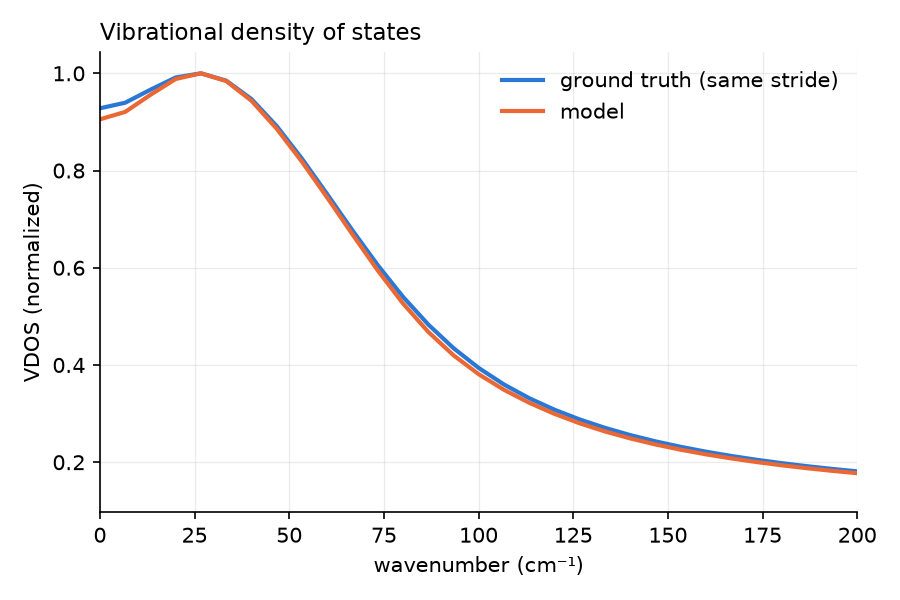 Vibrational density of states
ground truth (same stride)
model
VDOS (normalized)
1.0
0.8
0.6
0.4
0.2
0 25 50 75 100 125 150 175 200
wavenumber (cm⁻¹)